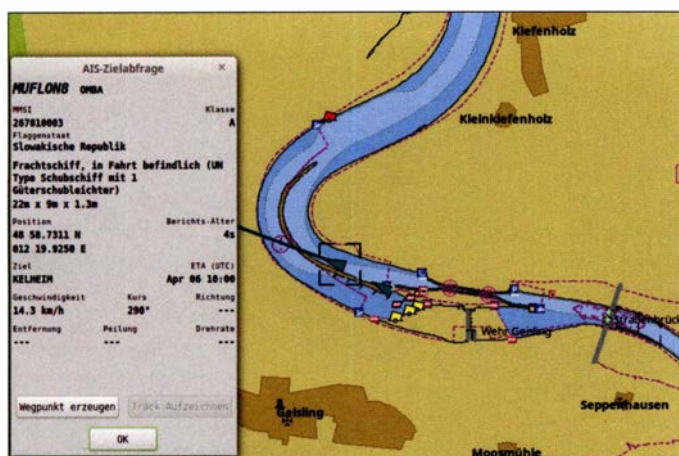 AIS-Zielabfrage ×
MUFLON8 OMBA
MMSI Klasse
267010003 A
Flaggenstaat
Slowakische Republik
Frachtschiff, in Fahrt befindlich (UN
Type Schubschiff mit 1
Güterschubleichter)
22m x 9m x 1.3m
Position Berichts-Alter
48 58.7311 N 4s
012 19.9250 E
Ziel ETA (UTC)
KELHEIM Apr 06 10:00
Geschwindigkeit Kurs Richtung
14.3 km/h 290° ---
Entfernung Peilung Drehrate
--- --- ---
Wegpunkt erzeugen Track Aufzeichnen
OK
Kiefenholz
Kleinkiefenholz
Wehr Geisling
Straßenbrück
Geisling
Seppenhausen
Moosmühle